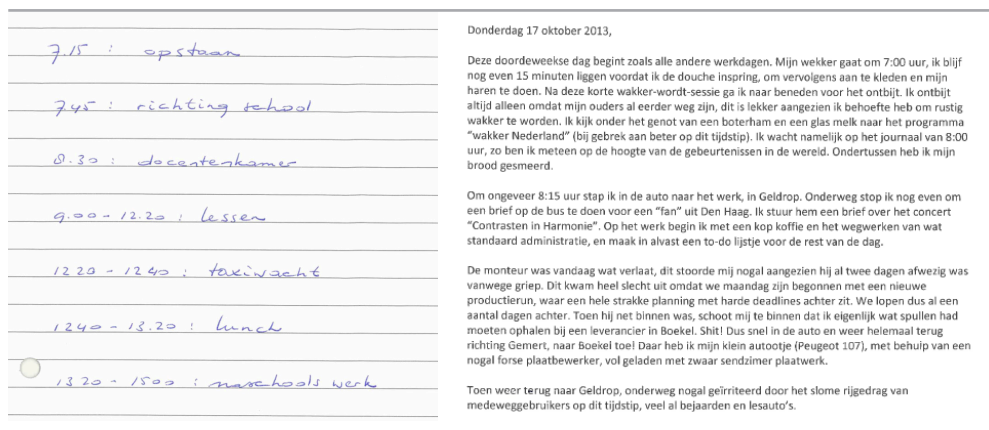 7.15 : opstaan
7.45 : richting school
8.30 : docentenkamer
9.00 - 12.20 : lessen
12 20 - 12 40 : taxiwacht
12 40 - 13.20 : lunch
13 20 - 15 00 : naschools werk
Donderdag 17 oktober 2013,
Deze doordeweekse dag begint zoals alle andere werkdagen. Mijn wekker gaat om 7:00 uur, ik blijf
nog even 15 minuten liggen voordat ik de douche inspring, om vervolgens aan te kleden en mijn
haren te doen. Na deze korte wakker-wordt-sessie ga ik naar beneden voor het ontbijt. Ik ontbijt
altijd alleen omdat mijn ouders al eerder weg zijn, dit is lekker aangezien ik behoefte heb om rustig
wakker te worden. Ik kijk onder het genot van een boterham en een glas melk naar het programma
“wakker Nederland” (bij gebrek aan beter op dit tijdstip). Ik wacht namelijk op het journaal van 8:00
uur, zo ben ik meteen op de hoogte van de gebeurtenissen in de wereld. Ondertussen heb ik mijn
brood gesmeerd.
Om ongeveer 8:15 uur stap ik in de auto naar het werk, in Geldrop. Onderweg stop ik nog even om
een brief op de bus te doen voor een “fan” uit Den Haag. Ik stuur hem een brief over het concert
“Contrasten in Harmonie”. Op het werk begin ik met een kop koffie en het wegwerken van wat
standaard administratie, en maak in alvast een to-do lijstje voor de rest van de dag.
De monteur was vandaag wat verlaat, dit stoorde mij nogal aangezien hij al twee dagen afwezig was
vanwege griep. Dit kwam heel slecht uit omdat we maandag zijn begonnen met een nieuwe
productierun, waar een hele strakke planning met harde deadlines achter zit. We lopen dus al een
aantal dagen achter. Toen hij net binnen was, schoot mij te binnen dat ik eigenlijk wat spullen had
moeten ophalen bij een leverancier in Boekel. Shit! Dus snel in de auto en weer helemaal terug
richting Gemert, naar Boekel toe! Daar heb ik mijn klein autootje (Peugeot 107), met behulp van een
nogal forse plaatbewerker, vol geladen met zwaar sendzimer plaatwerk.
Toen weer terug naar Geldrop, onderweg nogal geïrriteerd door het slome rijgedrag van
medeweggebruikers op dit tijdstip, veel al bejaarden en lesauto’s.